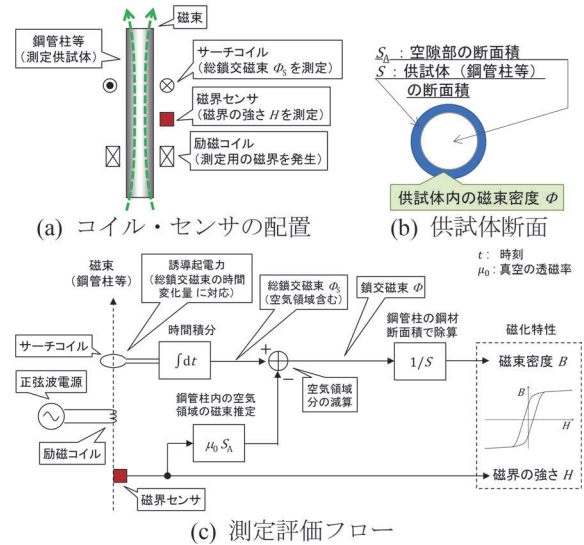 磁束
鋼管柱等
(測定供試体)
サーチコイル
(総鎖交磁束 Φs を測定)
磁界センサ
(磁界の強さ H を測定)
励磁コイル
(測定用の磁界を発生)
(a) コイル・センサの配置
SA : 空隙部の断面積
S : 供試体（鋼管柱等）
の断面積
供試体内の磁束密度 Φ
(b) 供試体断面
t : 時刻
μ0 : 真空の透磁率
磁束
(鋼管柱等)
誘導起電力
(総鎖交磁束の時間
変化量 に対応)
総鎖交磁束 Φs
(空気領域含む)
鎖交磁束 Φ
鋼管柱の鋼材
断面積で除算
磁化特性
サーチコイル
時間積分
∫dt
+
−
1/S
磁束密度 B
空気領域
分の減算
正弦波電源
鋼管柱内の空気
領域の磁束推定
B
H
励磁コイル
μ0 SA
磁界の強さ H
磁界センサ
(c) 測定評価フロー